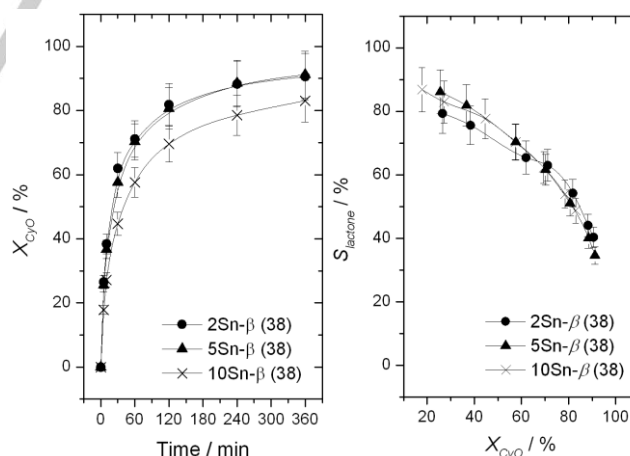 100
80
60
40
20
0
X_CyO / %
2Sn-β (38)
5Sn-β (38)
10Sn-β (38)
0 60 120 180 240 300 360
Time / min
100
80
60
40
20
0
S_lactone / %
2Sn-β (38)
5Sn-β (38)
10Sn-β (38)
20 40 60 80 100
X_CyO / %